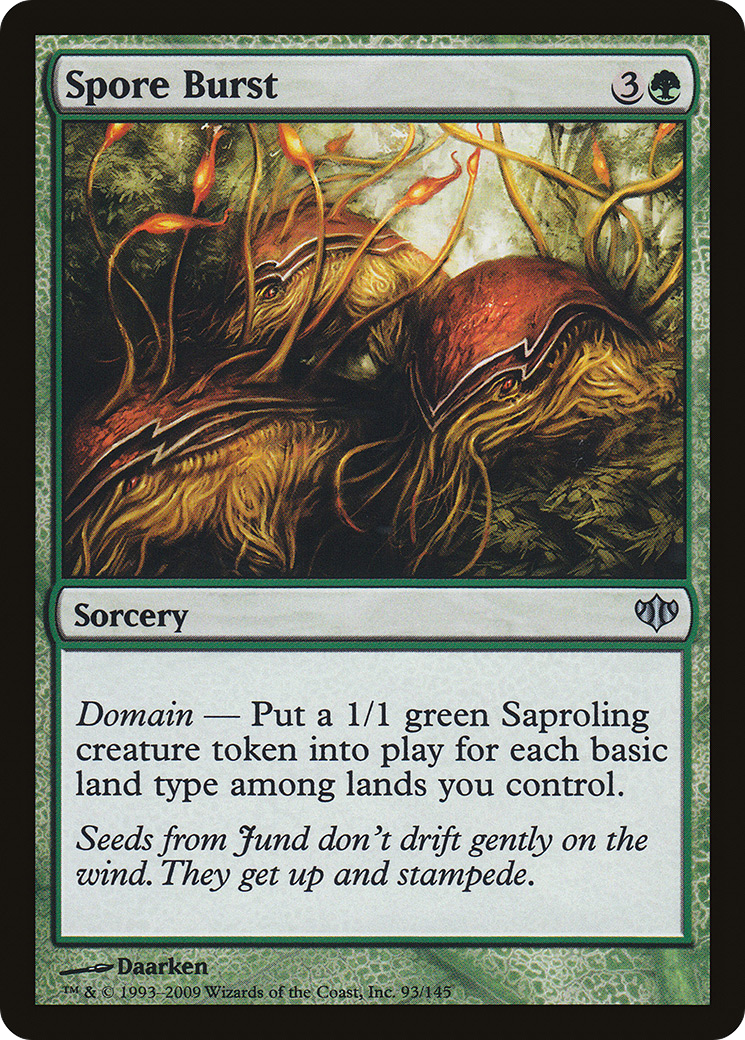 Spore Burst 3
Sorcery
Domain — Put a 1/1 green Saproling
creature token into play for each basic
land type among lands you control.
Seeds from Jund don't drift gently on the
wind. They get up and stampede.
Daarken
™ & © 1993–2009 Wizards of the Coast, Inc. 93/145